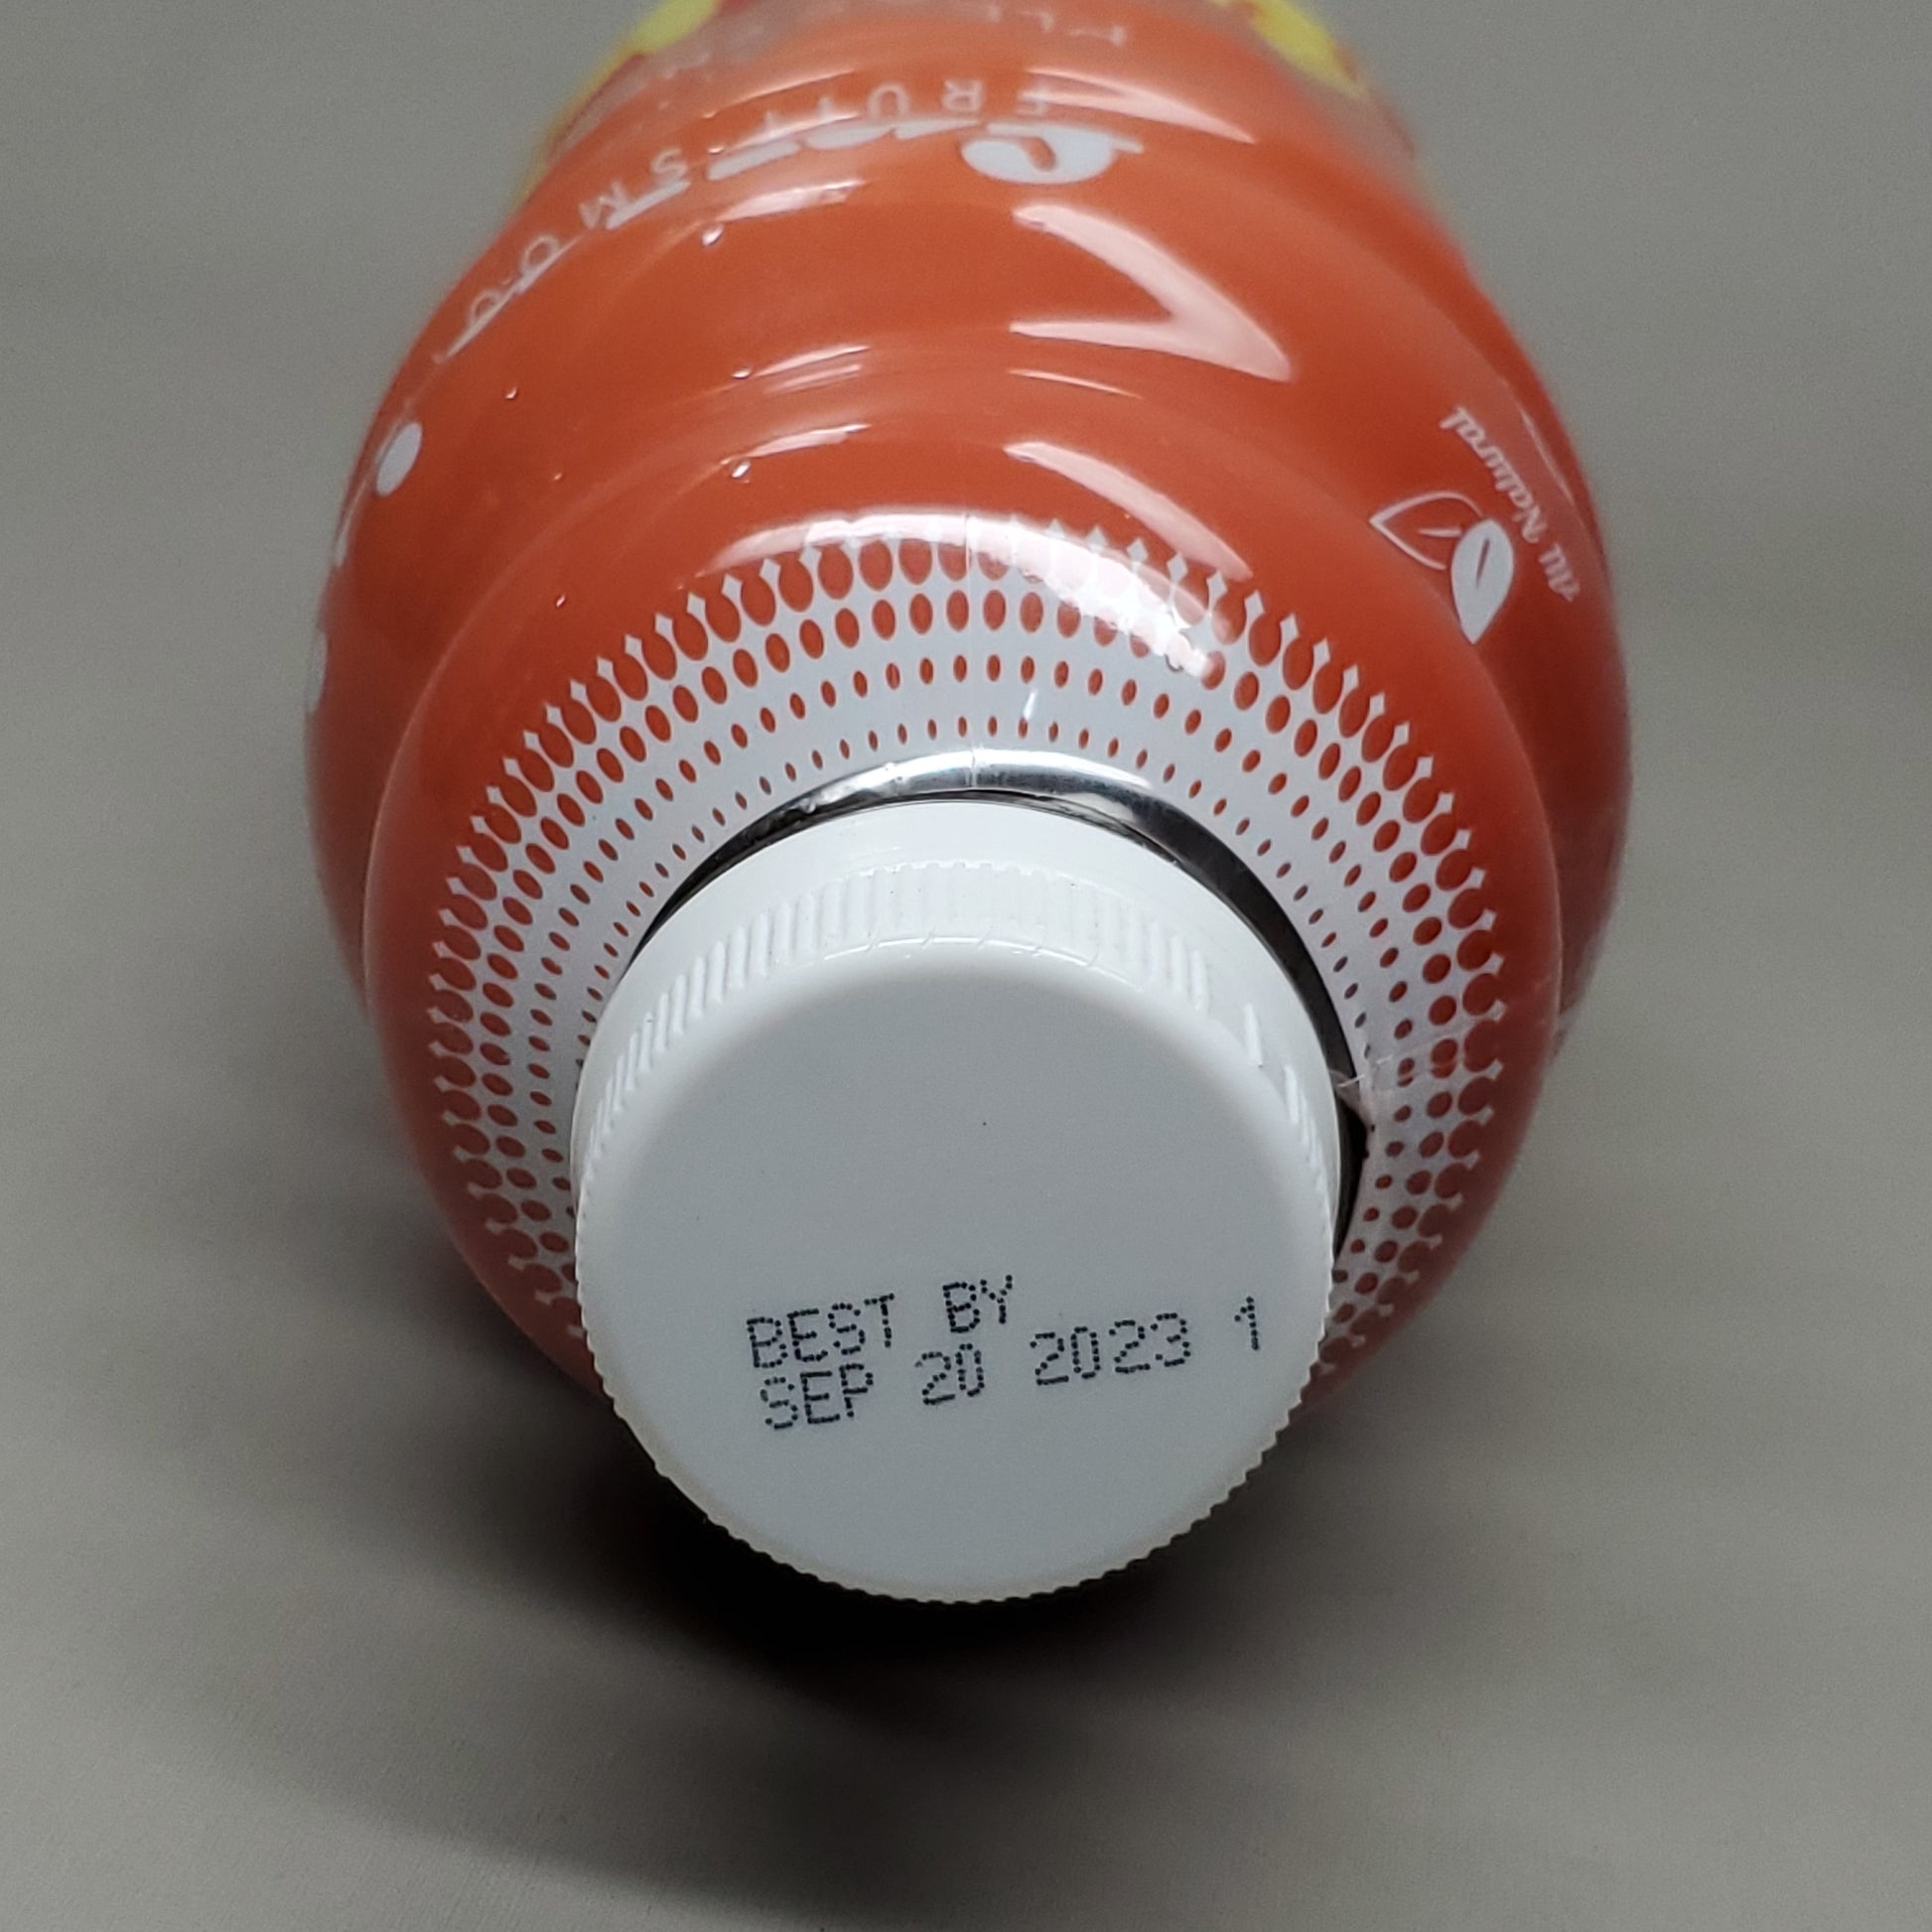 BEST BY
SEP 20 2023 1
All Natural
FRUIT SMOO